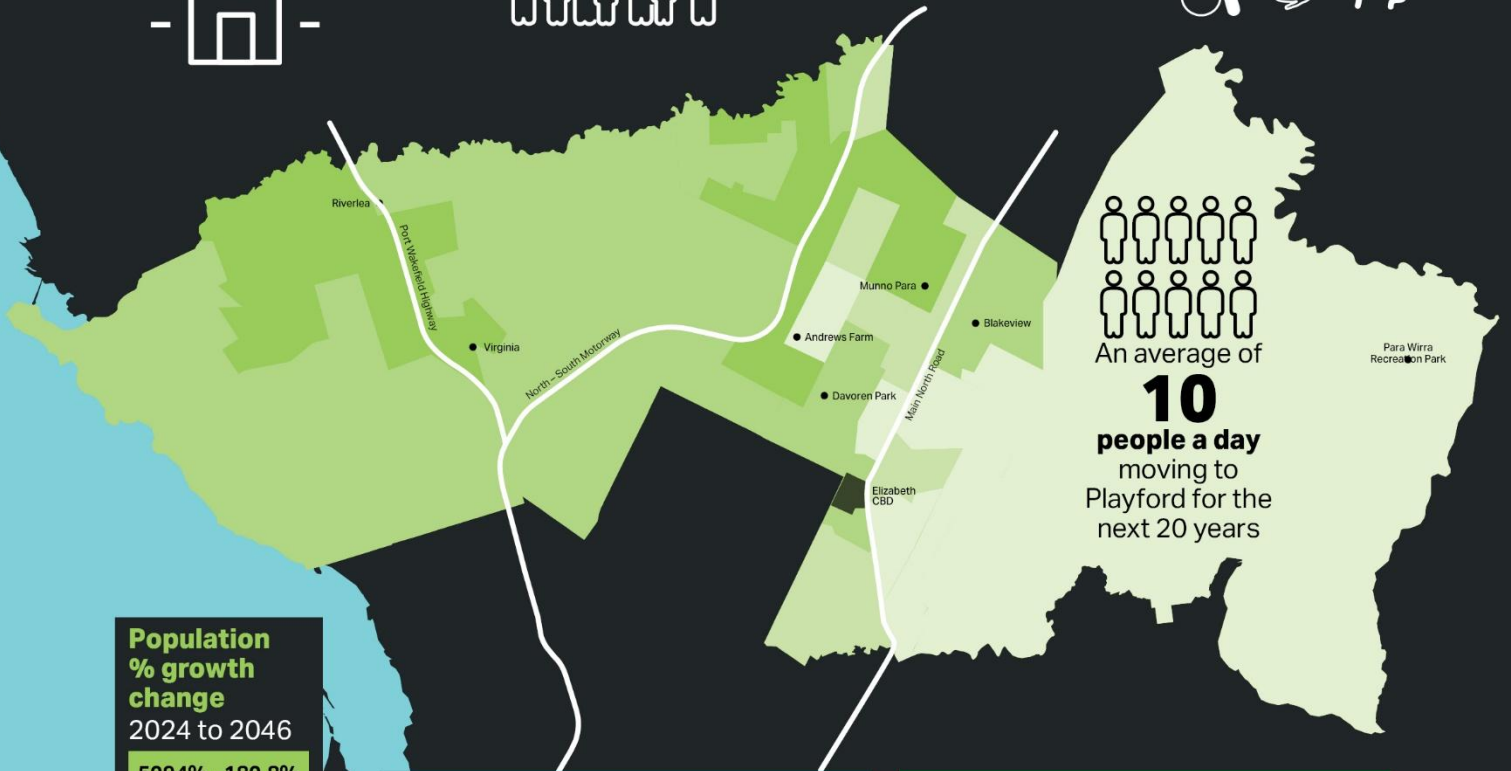 Riverlea
Port Wakefield Highway
Virginia
North – South Motorway
Munno Para
Andrews Farm
Davoren Park
Blakeview
Main North Road
Elizabeth
CBD
An average of
10
people a day
moving to
Playford for the
next 20 years
Para Wirra
Recreation Park
Population
% growth
change
2024 to 2046